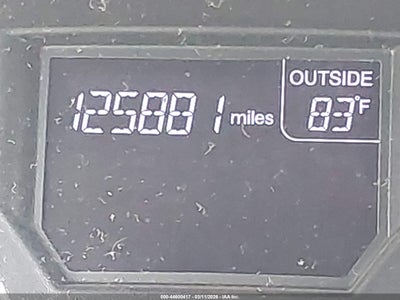 OUTSIDE
125881 miles 83°F
000-44600417 - 03/11/2026 - IAA Inc.